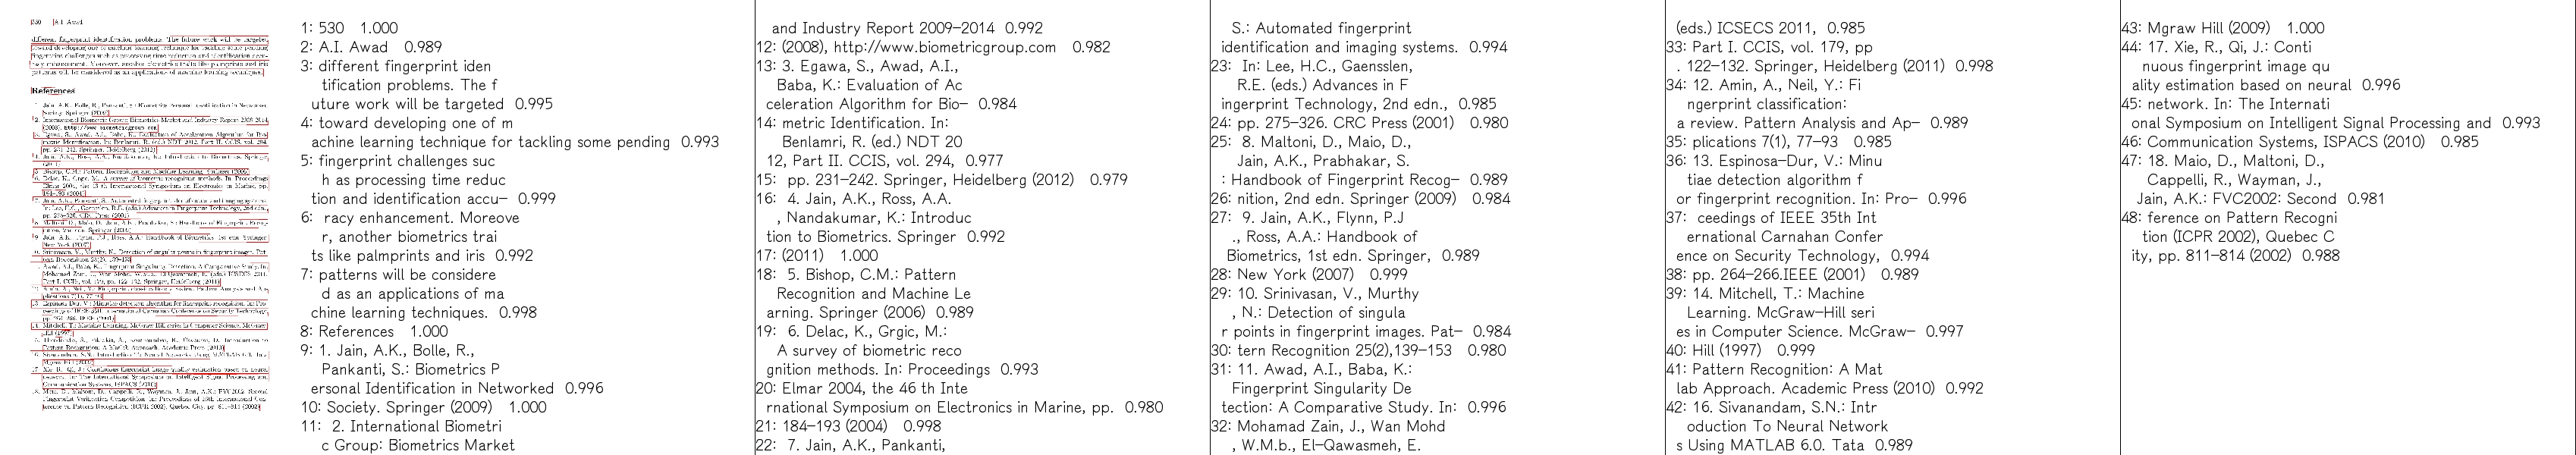 530 A.I. Awad
References
1: 530 1.000
2: A.I. Awad 0.989
3: different fingerprint iden
tification problems. The f
uture work will be targeted 0.995
4: toward developing one of m
achine learning technique for tackling some pending 0.993
5: fingerprint challenges suc
h as processing time reduc
tion and identification accu- 0.999
6: racy enhancement. Moreove
r, another biometrics trai
ts like palmprints and iris 0.992
7: patterns will be considere
d as an applications of ma
chine learning techniques. 0.998
8: References 1.000
9: 1. Jain, A.K., Bolle, R.,
Pankanti, S.: Biometrics P
ersonal Identification in Networked 0.996
10: Society. Springer (2009) 1.000
11: 2. International Biometri
c Group: Biometrics Market
and Industry Report 2009-2014 0.992
12: (2008), http://www.biometricgroup.com 0.982
13: 3. Egawa, S., Awad, A.I.,
Baba, K.: Evaluation of Ac
celeration Algorithm for Bio- 0.984
14: metric Identification. In:
Benlamri, R. (ed.) NDT 20
12, Part II. CCIS, vol. 294, 0.977
15: pp. 231-242. Springer, Heidelberg (2012) 0.979
16: 4. Jain, A.K., Ross, A.A.
, Nandakumar, K.: Introduc
tion to Biometrics. Springer 0.992
17: (2011) 1.000
18: 5. Bishop, C.M.: Pattern
Recognition and Machine Le
arning. Springer (2006) 0.989
19: 6. Delac, K., Grgic, M.:
A survey of biometric reco
gnition methods. In: Proceedings 0.993
20: Elmar 2004, the 46 th Inte
rnational Symposium on Electronics in Marine, pp. 0.980
21: 184-193 (2004) 0.998
22: 7. Jain, A.K., Pankanti,
S.: Automated fingerprint
identification and imaging systems. 0.994
23: In: Lee, H.C., Gaensslen,
R.E. (eds.) Advances in F
ingerprint Technology, 2nd edn., 0.985
24: pp. 275-326. CRC Press (2001) 0.980
25: 8. Maltoni, D., Maio, D.,
Jain, A.K., Prabhakar, S.
: Handbook of Fingerprint Recog- 0.989
26: nition, 2nd edn. Springer (2009) 0.984
27: 9. Jain, A.K., Flynn, P.J
., Ross, A.A.: Handbook of
Biometrics, 1st edn. Springer, 0.989
28: New York (2007) 0.999
29: 10. Srinivasan, V., Murthy
, N.: Detection of singula
r points in fingerprint images. Pat- 0.984
30: tern Recognition 25(2),139-153 0.980
31: 11. Awad, A.I., Baba, K.:
Fingerprint Singularity De
tection: A Comparative Study. In: 0.996
32: Mohamad Zain, J., Wan Mohd
, W.M.b., El-Qawasmeh, E.
(eds.) ICSECS 2011, 0.985
33: Part I. CCIS, vol. 179, pp
. 122-132. Springer, Heidelberg (2011) 0.998
34: 12. Amin, A., Neil, Y.: Fi
ngerprint classification:
a review. Pattern Analysis and Ap- 0.989
35: plications 7(1), 77-93 0.985
36: 13. Espinosa-Dur, V.: Minu
tiae detection algorithm f
or fingerprint recognition. In: Pro- 0.996
37: ceedings of IEEE 35th Int
ernational Carnahan Confer
ence on Security Technology, 0.994
38: pp. 264-266.IEEE (2001) 0.989
39: 14. Mitchell, T.: Machine
Learning. McGraw-Hill seri
es in Computer Science. McGraw- 0.997
40: Hill (1997) 0.999
41: Pattern Recognition: A Mat
lab Approach. Academic Press (2010) 0.992
42: 16. Sivanandam, S.N.: Intr
oduction To Neural Network
s Using MATLAB 6.0. Tata 0.989
43: Mgraw Hill (2009) 1.000
44: 17. Xie, R., Qi, J.: Conti
nuous fingerprint image qu
ality estimation based on neural 0.996
45: network. In: The Internati
onal Symposium on Intelligent Signal Processing and 0.993
46: Communication Systems, ISPACS (2010) 0.985
47: 18. Maio, D., Maltoni, D.,
Cappelli, R., Wayman, J.,
Jain, A.K.: FVC2002: Second 0.981
48: ference on Pattern Recogni
tion (ICPR 2002), Quebec C
ity, pp. 811-814 (2002) 0.988